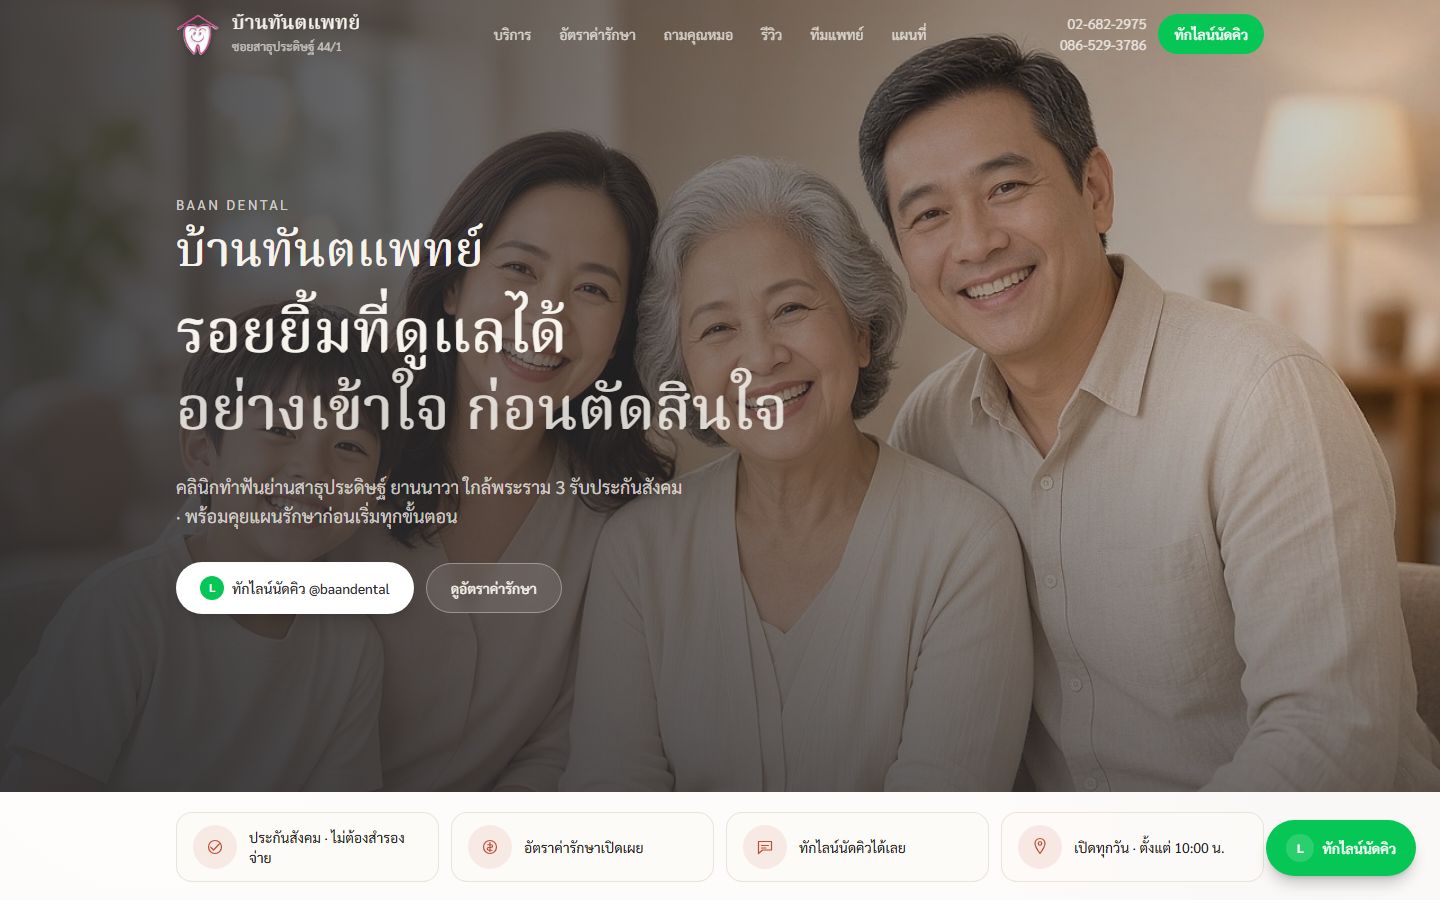 บ้านทันตแพทย์
ซอยสาธุประดิษฐ์ 44/1
บริการ
อัตราค่ารักษา
ถามคุณหมอ
รีวิว
ทีมแพทย์
แผนที่
02-682-2975
086-529-3786
ทักไลน์นัดคิว
BAAN DENTAL
บ้านทันตแพทย์
รอยยิ้มที่ดูแลได้
อย่างเข้าใจ ก่อนตัดสินใจ
คลินิกทำฟันย่านสาธุประดิษฐ์ ยานนาวา ใกล้พระราม 3 รับประกันสังคม
· พร้อมคุยแผนรักษาก่อนเริ่มทุกขั้นตอน
L ทักไลน์นัดคิว @baandental
ดูอัตราค่ารักษา
ประกันสังคม · ไม่ต้องสำรอง
จ่าย
อัตราค่ารักษาเปิดเผย
ทักไลน์นัดคิวได้เลย
เปิดทุกวัน · ตั้งแต่ 10:00 น.
L ทักไลน์นัดคิว